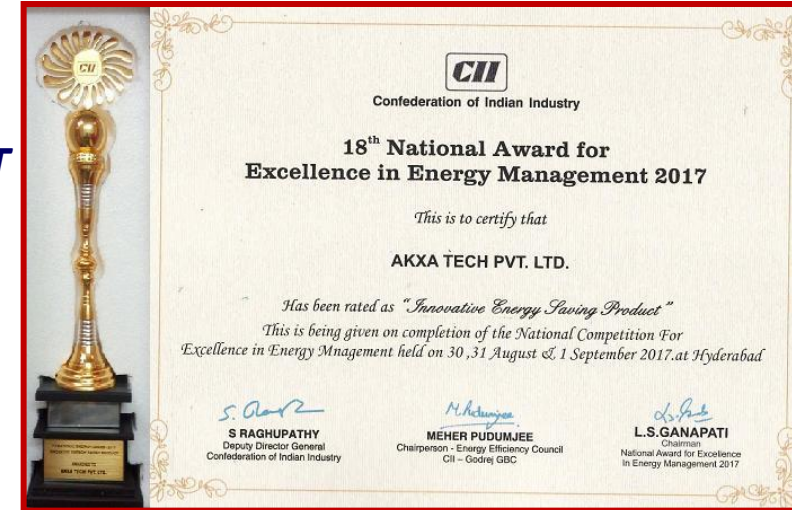 T
CII
CII
Confederation of Indian Industry
18th National Award for
Excellence in Energy Management 2017
This is to certify that
AKXA TECH PVT. LTD.
Has been rated as "Innovative Energy Saving Product"
This is being given on completion of the National Competition For
Excellence in Energy Mnagement held on 30,31 August & 1 September 2017.at Hyderabad
S RAGHUPATHY
Deputy Director General
Confederation of Indian Industry
MEHER PUDUMJEE
Chairperson - Energy Efficiency Council
CII – Godrej GBC
L.S.GANAPATI
Chairman
National Award for Excellence
In Energy Management 2017
AKXA TECH PVT. LTD.